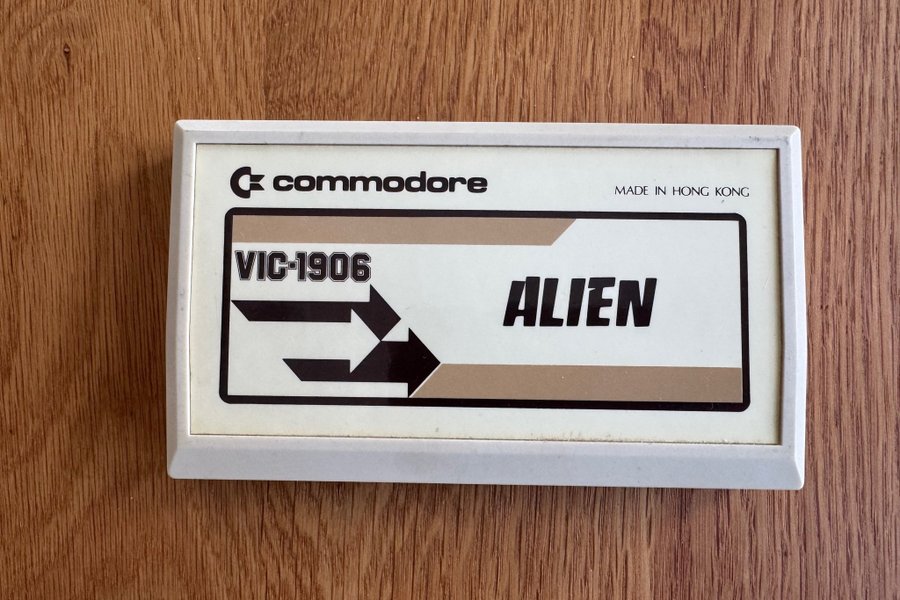 commodore
MADE IN HONG KONG
VIC-1906
ALIEN